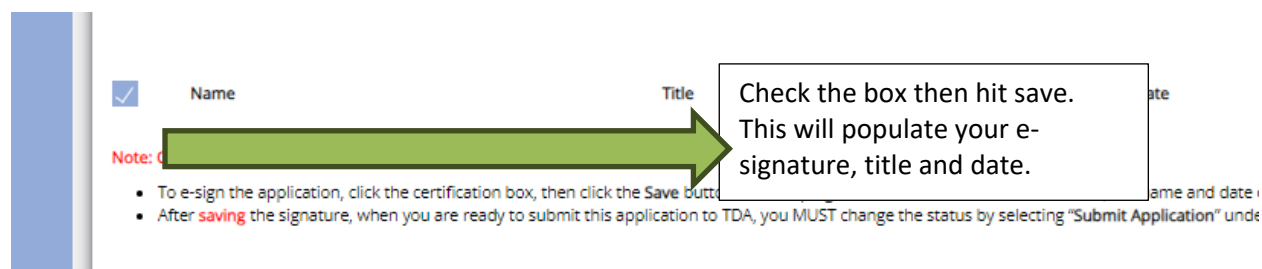 Name Title ate
Check the box then hit save.
This will populate your e-
signature, title and date.
Note:
• To e-sign the application, click the certification box, then click the Save ame and date
• After saving the signature, when you are ready to submit this application to TDA, you MUST change the status by selecting “Submit Application” unde